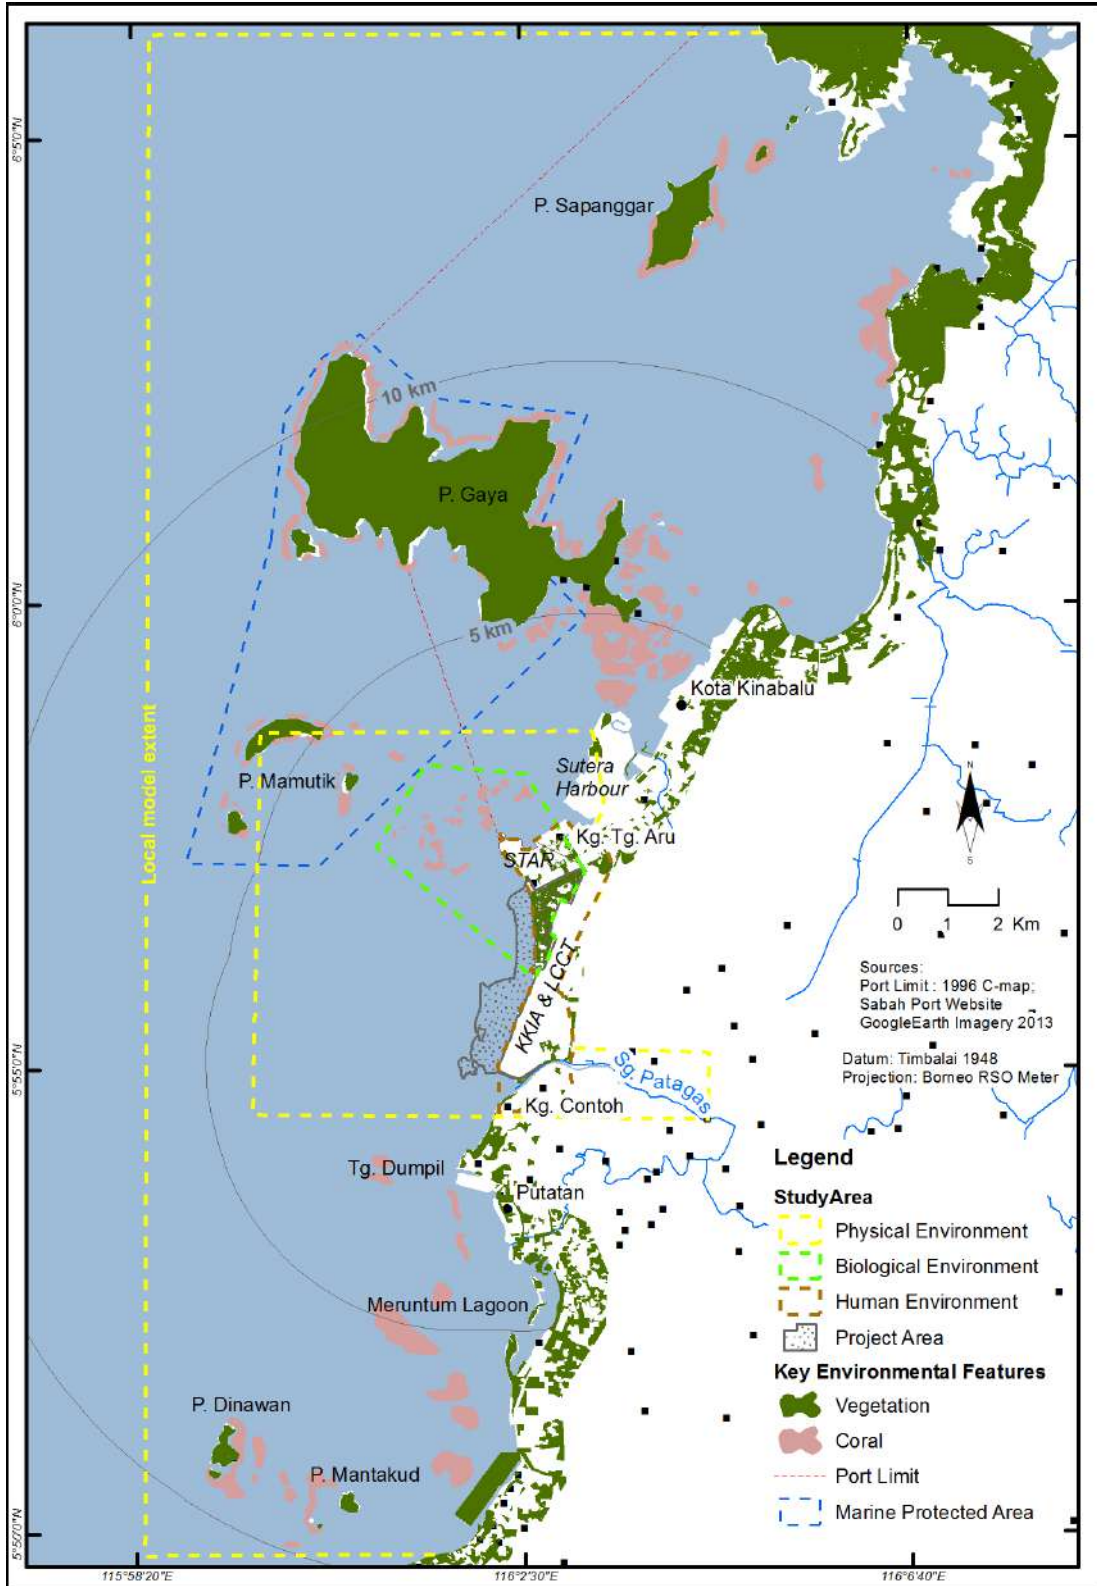 6°5'0"N
P. Sapanggar
10 km
P. Gaya
6°0'0"N
5 km
Kota Kinabalu
Local model extent
P. Mamutik
Sutera
Harbour
Kg. Tg. Aru
STAR
N
S
0 1 2 Km
KKIA & LCCT
Sources:
Port Limit : 1996 C-map;
Sabah Port Website
GoogleEarth Imagery 2013
Datum: Timbalai 1948
Projection: Borneo RSO Meter
5°55'0"N
Sg. Patagas
Kg. Contoh
Tg. Dumpil
Putatan
Meruntum Lagoon
P. Dinawan
P. Mantakud
5°50'0"N
Legend
StudyArea
Physical Environment
Biological Environment
Human Environment
Project Area
Key Environmental Features
Vegetation
Coral
Port Limit
Marine Protected Area
115°58'20"E
116°2'30"E
116°6'40"E